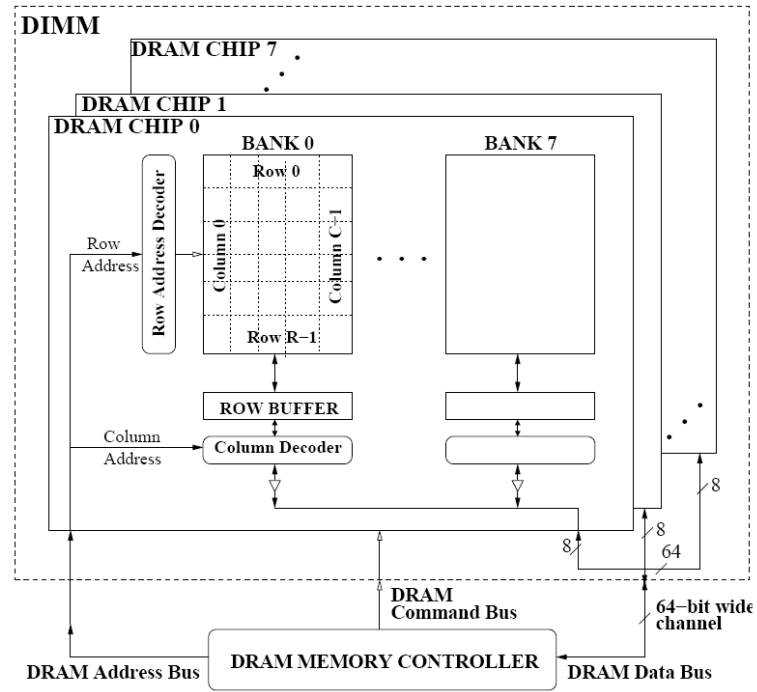 DIMM
DRAM CHIP 7
DRAM CHIP 1
DRAM CHIP 0
BANK 0
BANK 7
Row Address Decoder
Row 0
Column 0
Column C−1
Row R−1
Row
Address
ROW BUFFER
Column
Address
Column Decoder
8
8
8
64
DRAM
Command Bus
64−bit wide
channel
DRAM Address Bus
DRAM MEMORY CONTROLLER
DRAM Data Bus